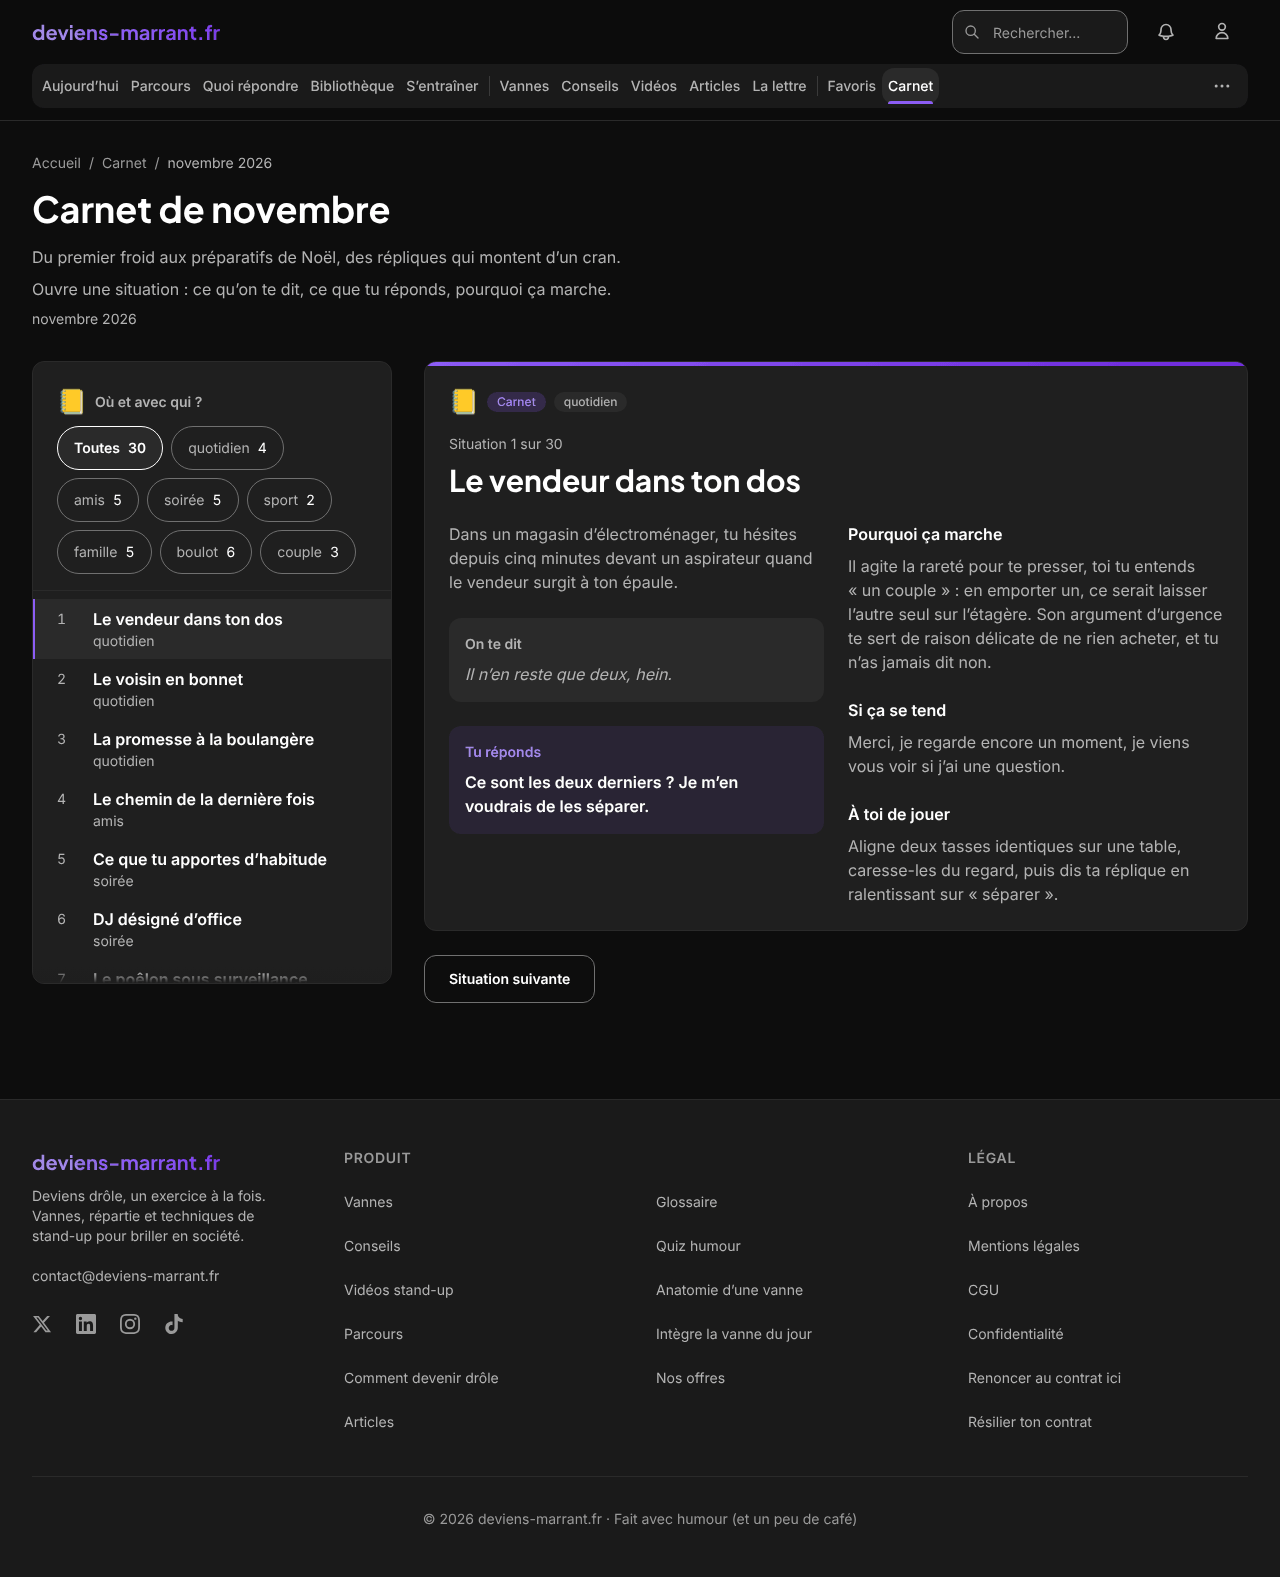 deviens-marrant.fr
Rechercher...
Aujourd’hui Parcours Quoi répondre Bibliothèque S’entraîner Vannes Conseils Vidéos Articles La lettre Favoris Carnet
Accueil / Carnet / novembre 2026
Carnet de novembre
Du premier froid aux préparatifs de Noël, des répliques qui montent d’un cran.
Ouvre une situation : ce qu’on te dit, ce que tu réponds, pourquoi ça marche.
novembre 2026
Où et avec qui ?
Toutes 30 quotidien 4
amis 5 soirée 5 sport 2
famille 5 boulot 6 couple 3
1 Le vendeur dans ton dos
quotidien
2 Le voisin en bonnet
quotidien
3 La promesse à la boulangère
quotidien
4 Le chemin de la dernière fois
amis
5 Ce que tu apportes d’habitude
soirée
6 DJ désigné d’office
soirée
7 Le poêlon sous surveillance
Carnet quotidien
Situation 1 sur 30
Le vendeur dans ton dos
Dans un magasin d’électroménager, tu hésites
depuis cinq minutes devant un aspirateur quand
le vendeur surgit à ton épaule.
On te dit
Il n’en reste que deux, hein.
Tu réponds
Ce sont les deux derniers ? Je m’en
voudrais de les séparer.
Pourquoi ça marche
Il agite la rareté pour te presser, toi tu entends
« un couple » : en emporter un, ce serait laisser
l’autre seul sur l’étagère. Son argument d’urgence
te sert de raison délicate de ne rien acheter, et tu
n’as jamais dit non.
Si ça se tend
Merci, je regarde encore un moment, je viens
vous voir si j’ai une question.
À toi de jouer
Aligne deux tasses identiques sur une table,
caresse-les du regard, puis dis ta réplique en
ralentissant sur « séparer ».
Situation suivante
deviens-marrant.fr
Deviens drôle, un exercice à la fois.
Vannes, répartie et techniques de
stand-up pour briller en société.
contact@deviens-marrant.fr
PRODUIT
Vannes
Conseils
Vidéos stand-up
Parcours
Comment devenir drôle
Articles
Glossaire
Quiz humour
Anatomie d’une vanne
Intègre la vanne du jour
Nos offres
LÉGAL
À propos
Mentions légales
CGU
Confidentialité
Renoncer au contrat ici
Résilier ton contrat
© 2026 deviens-marrant.fr · Fait avec humour (et un peu de café)